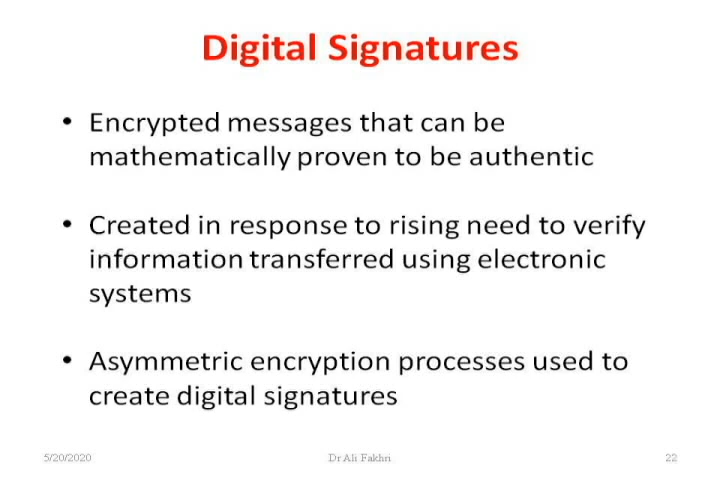 Digital Signatures
• Encrypted messages that can be
mathematically proven to be authentic
• Created in response to rising need to verify
information transferred using electronic
systems
• Asymmetric encryption processes used to
create digital signatures
5/20/2020
Dr Ali Fakhri
22